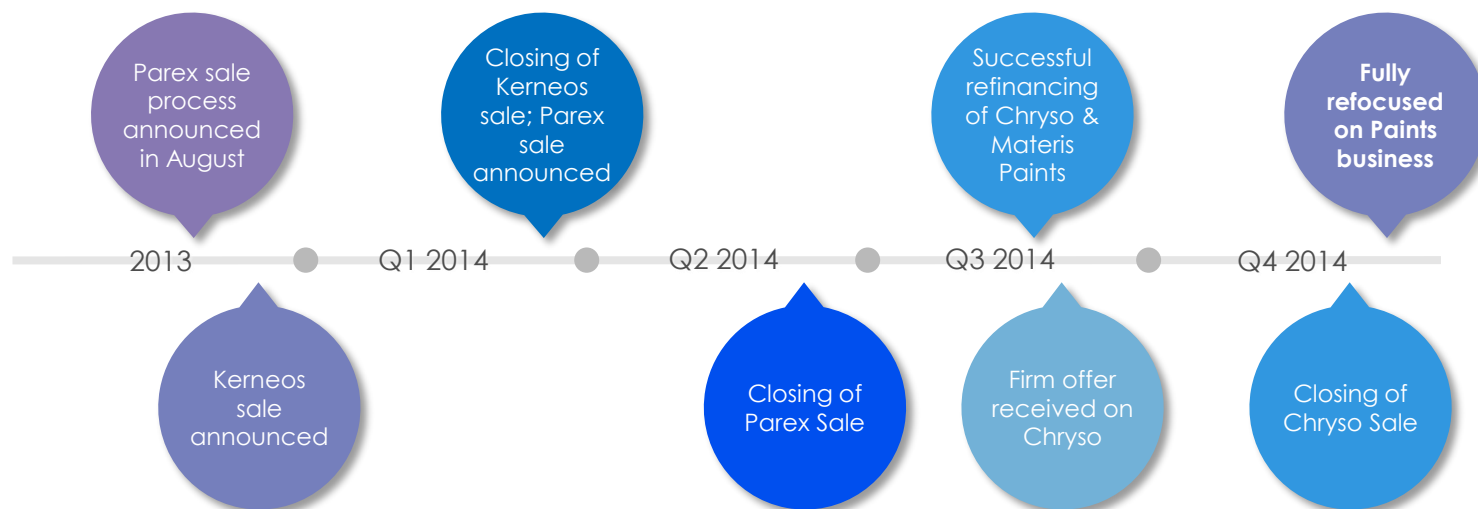 Parex sale
process
announced
in August
Closing of
Kerneos
sale; Parex
sale
announced
Successful
refinancing
of Chryso &
Materis
Paints
Fully
refocused
on Paints
business
2013
Q1 2014
Q2 2014
Q3 2014
Q4 2014
Kerneos
sale
announced
Closing of
Parex Sale
Firm offer
received on
Chryso
Closing of
Chryso Sale